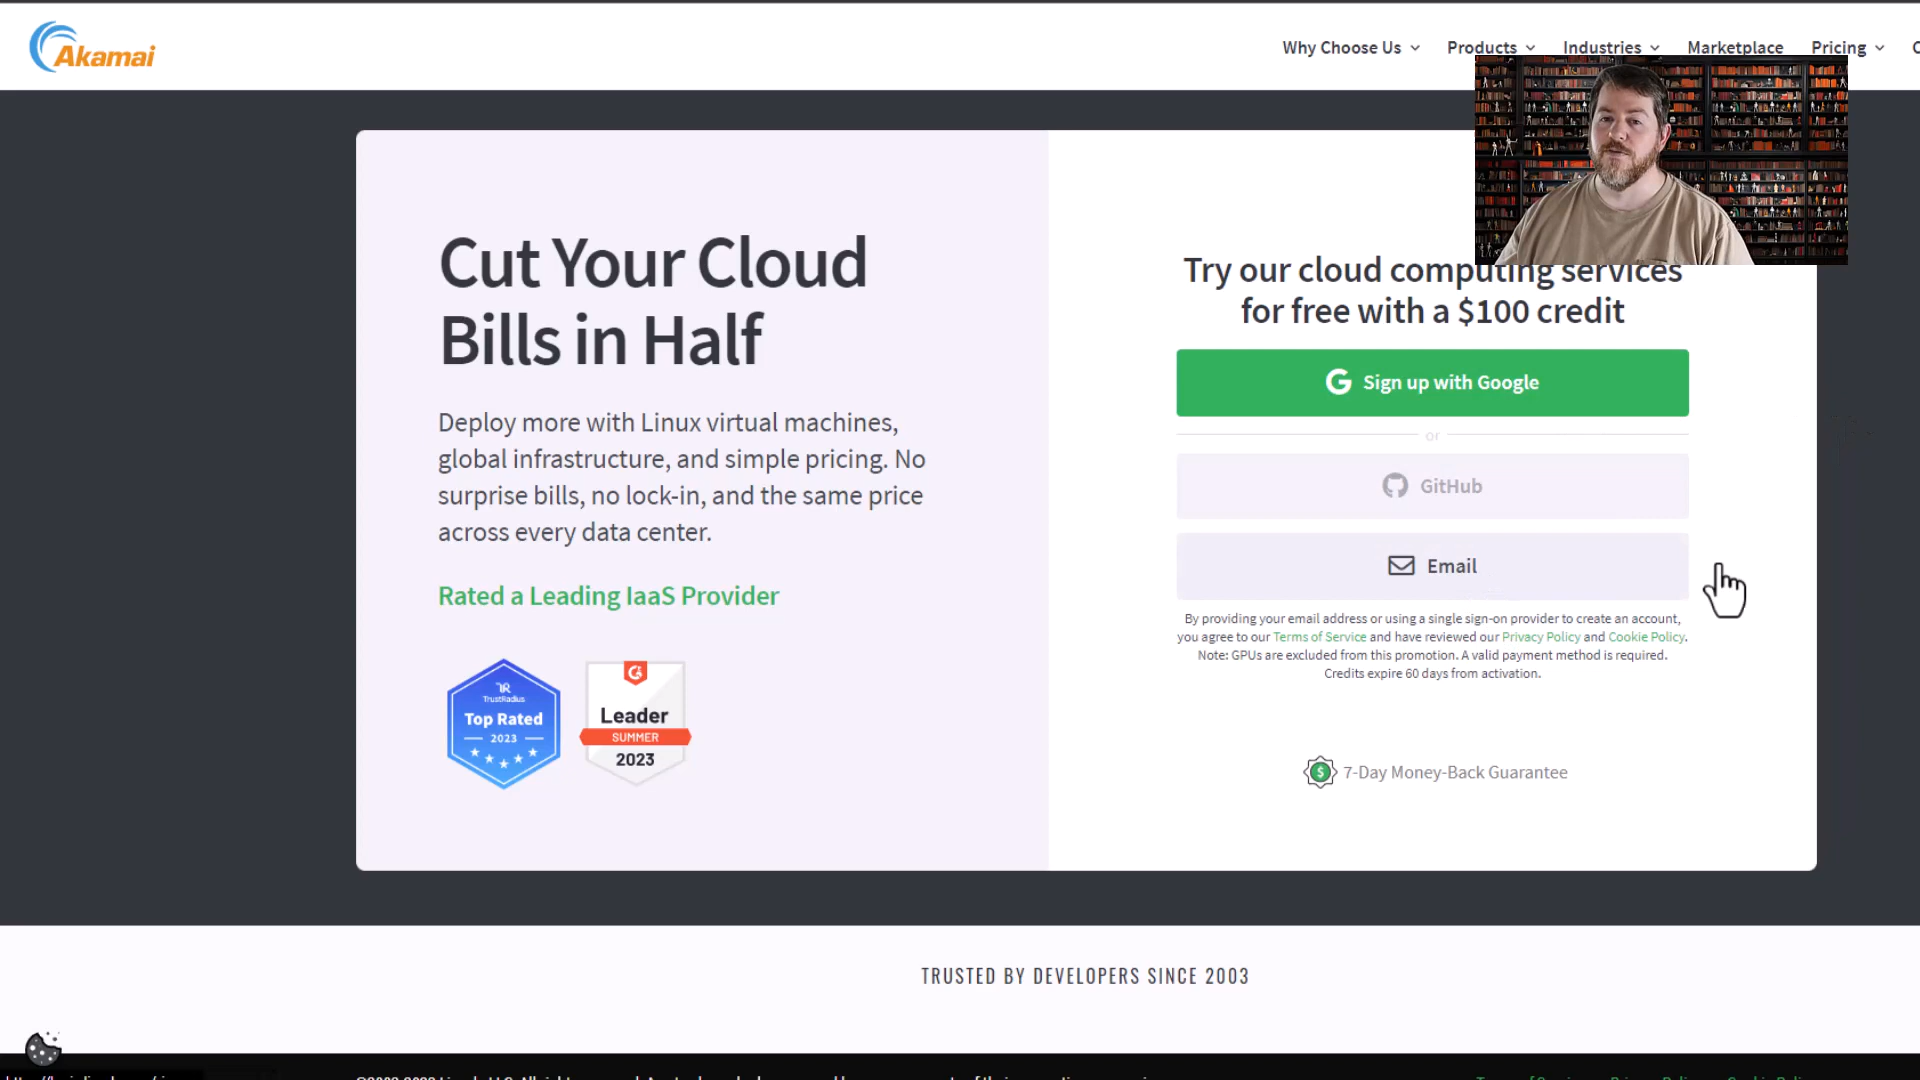 Akamai
Why Choose Us
Products
Industries
Marketplace
Pricing
Cut Your Cloud
Bills in Half
Deploy more with Linux virtual machines,
global infrastructure, and simple pricing. No
surprise bills, no lock-in, and the same price
across every data center.
Rated a Leading IaaS Provider
TR
TrustRadius
Top Rated
2023
Leader
SUMMER
2023
Try our cloud computing services
for free with a $100 credit
G Sign up with Google
or
GitHub
Email
By providing your email address or using a single sign-on provider to create an account,
you agree to our Terms of Service and have reviewed our Privacy Policy and Cookie Policy.
Note: GPUs are excluded from this promotion. A valid payment method is required.
Credits expire 60 days from activation.
$ 7-Day Money-Back Guarantee
TRUSTED BY DEVELOPERS SINCE 2003